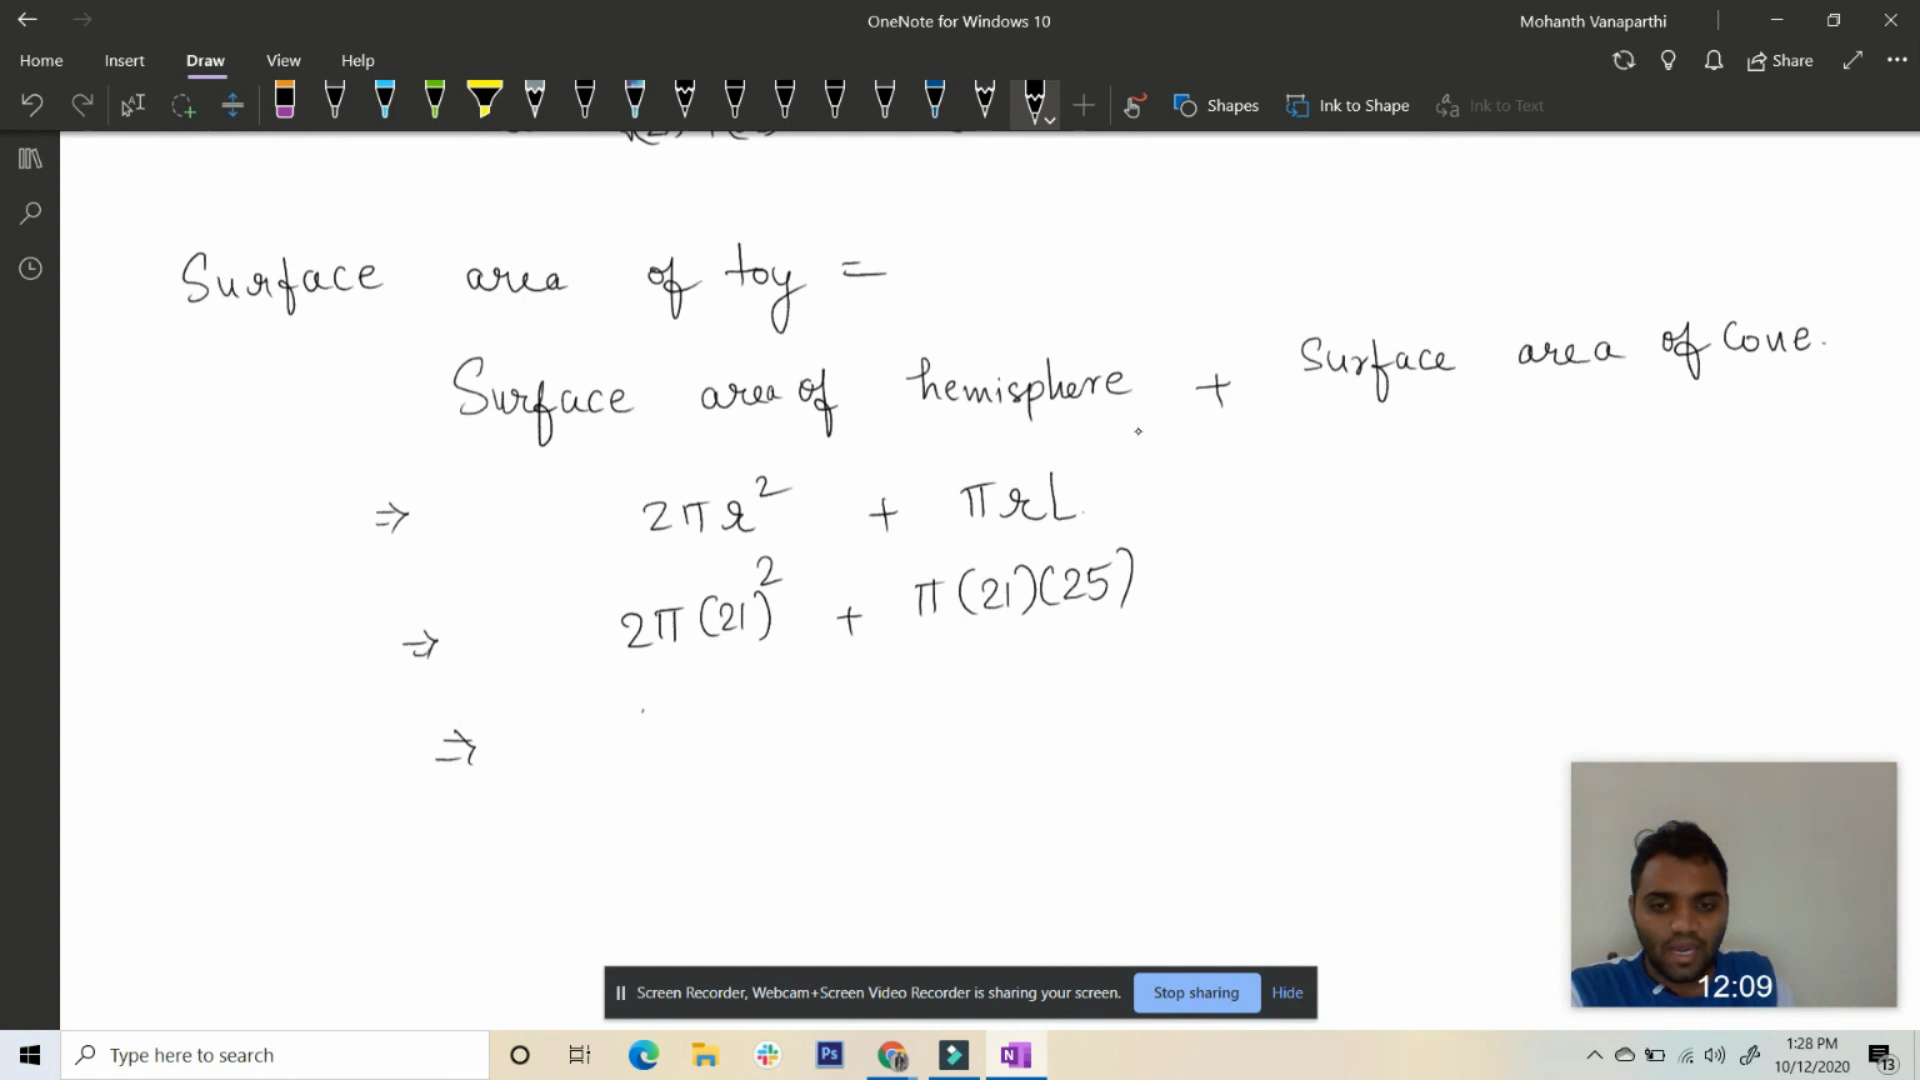 OneNote for Windows 10
Mohanth Vanaparthi
Home Insert Draw View Help
Share
Shapes
Ink to Shape
Ink to Text
Surface area of toy =
Surface area of hemisphere + Surface area of Cone.
⇒ 2πr² + πrL
⇒ 2π(21)² + π(21)(25)
⇒
12:09
Screen Recorder, Webcam+Screen Video Recorder is sharing your screen.
Stop sharing
Hide
Type here to search
Ps
N
1:28 PM
10/12/2020
13